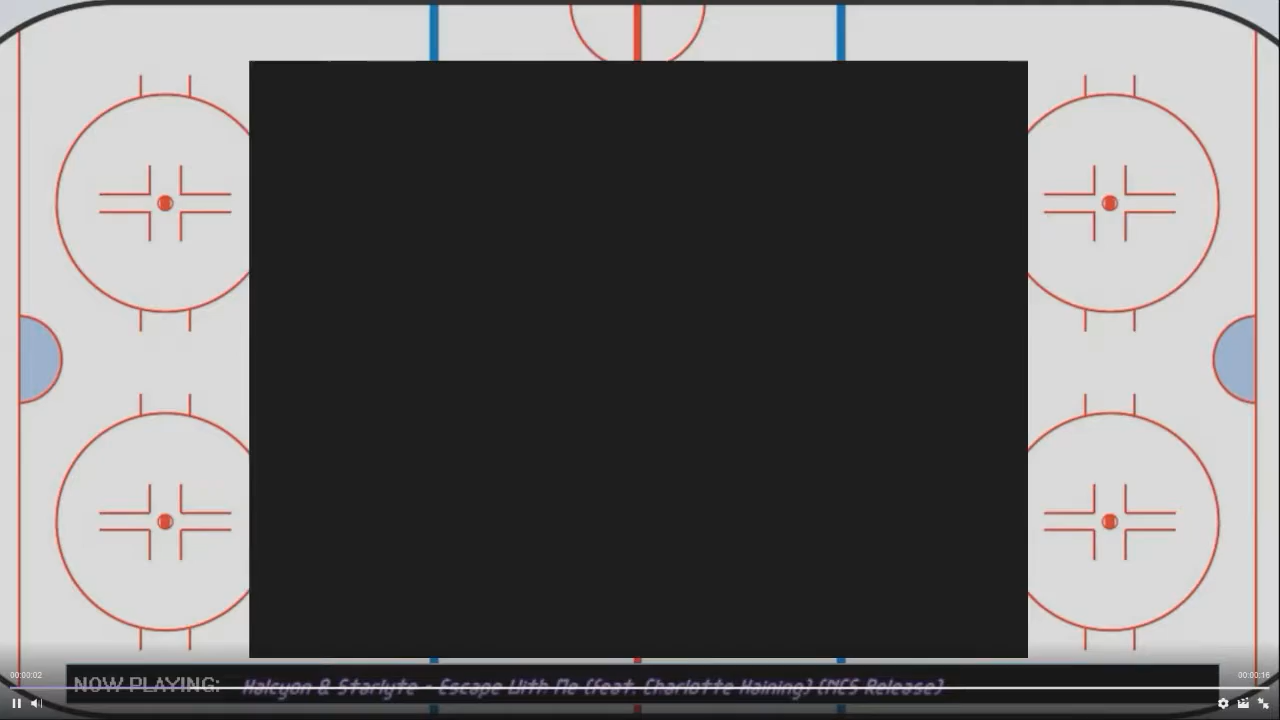 00:00:02
00:00:16
NOW PLAYING: Halcyon & Starlyte - Escape With Me (feat. Charlotte Haining) [NCS Release]